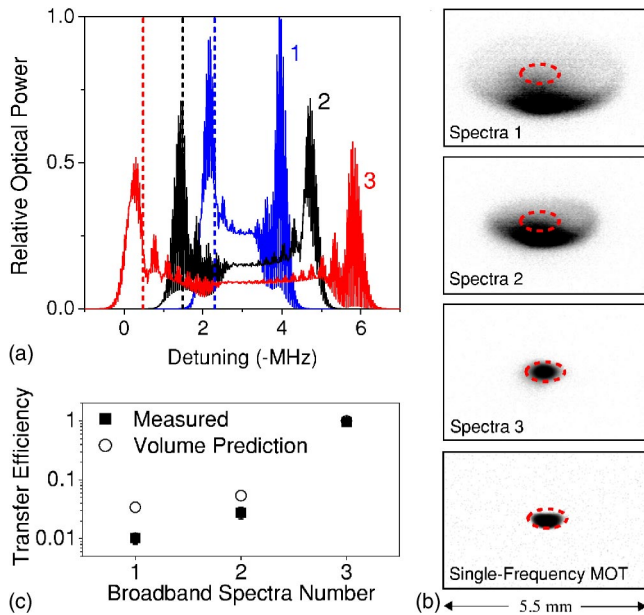 (a)
1.0
0.5
0.0
Relative Optical Power
1
2
3
0 2 4 6
Detuning (-MHz)
(b)
Spectra 1
Spectra 2
Spectra 3
Single-Frequency MOT
5.5 mm
(c)
1
0.1
0.01
Transfer Efficiency
Measured
Volume Prediction
1 2 3
Broadband Spectra Number